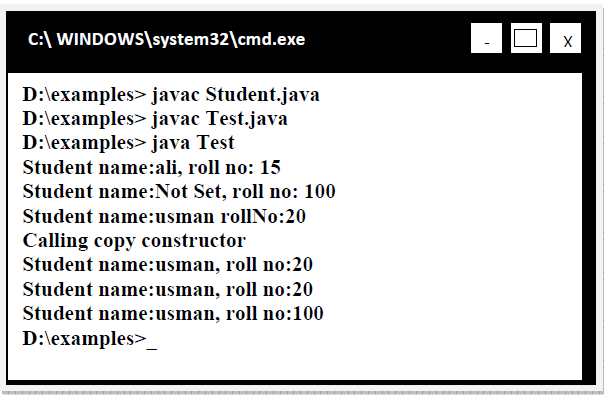 C:\ WINDOWS\system32\cmd.exe
- X
D:\examples> javac Student.java
D:\examples> javac Test.java
D:\examples> java Test
Student name:ali, roll no: 15
Student name:Not Set, roll no: 100
Student name:usman rollNo:20
Calling copy constructor
Student name:usman, roll no:20
Student name:usman, roll no:20
Student name:usman, roll no:100
D:\examples>_